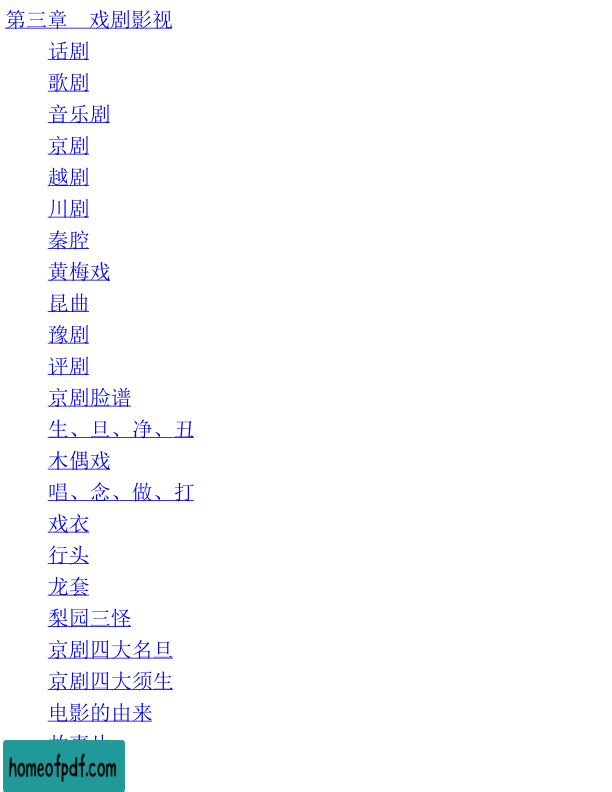 第三章　戏剧影视
话剧
歌剧
音乐剧
京剧
越剧
川剧
秦腔
黄梅戏
昆曲
豫剧
评剧
京剧脸谱
生、旦、净、丑
木偶戏
唱、念、做、打
戏衣
行头
龙套
梨园三怪
京剧四大名旦
京剧四大须生
电影的由来
homeofpdf.com